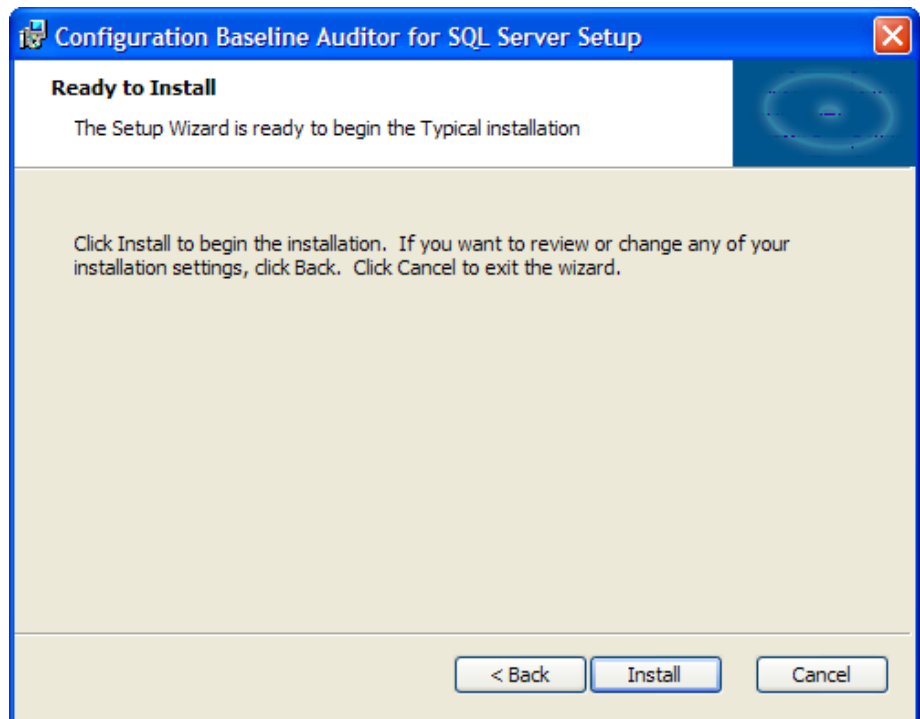 Configuration Baseline Auditor for SQL Server Setup
Ready to Install
The Setup Wizard is ready to begin the Typical installation
Click Install to begin the installation.  If you want to review or change any of your
installation settings, click Back.  Click Cancel to exit the wizard.
< Back
Install
Cancel